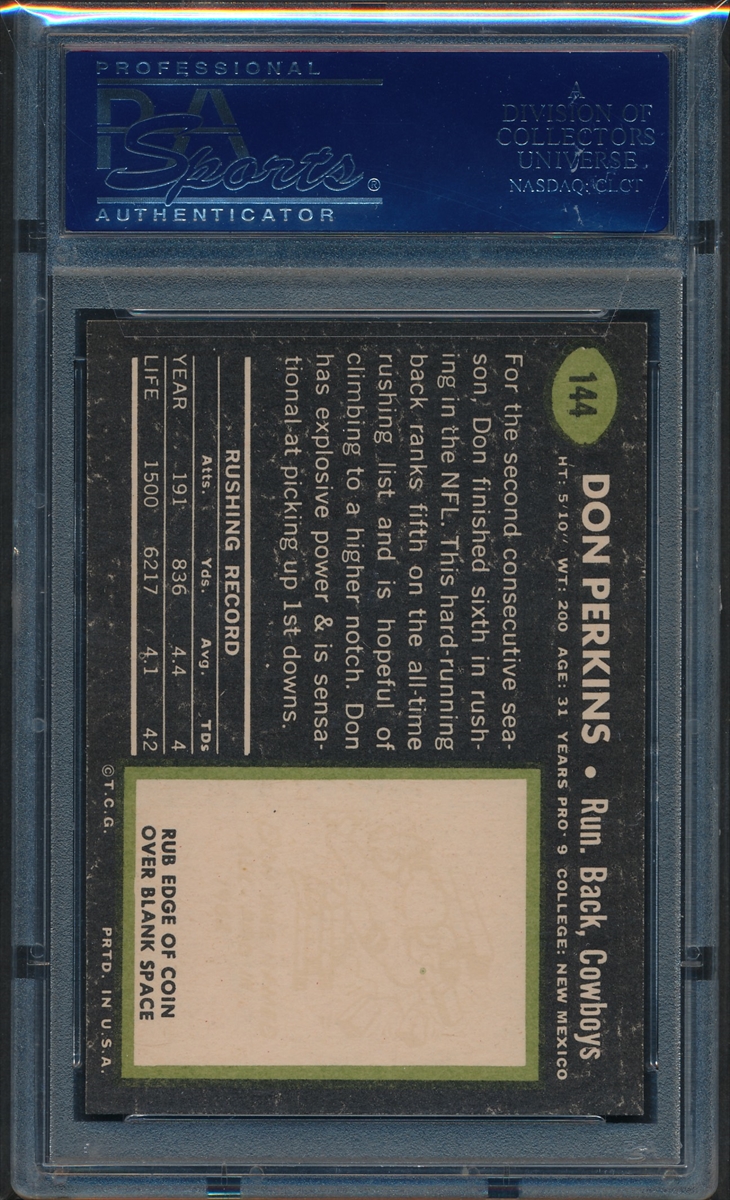 PROFESSIONAL
PSA
Sports®
AUTHENTICATOR
A
DIVISION OF
COLLECTORS
UNIVERSE
NASDAQ: CLCT
144
DON PERKINS • Run. Back, Cowboys
HT: 5'10" WT: 200 AGE: 31 YEARS PRO: 9 COLLEGE: NEW MEXICO
For the second consecutive sea-
son, Don finished sixth in rush-
ing in the NFL. This hard-running
back ranks fifth on the all-time
rushing list and is hopeful of
climbing to a higher notch. Don
has explosive power & is sensa-
tional at picking up 1st downs.
RUSHING RECORD
Atts. Yds. Avg. TDs
YEAR 191 836 4.4 4
LIFE 1500 6217 4.1 42
RUB EDGE OF COIN
OVER BLANK SPACE
© T.C.G. PRTD. IN U.S.A.